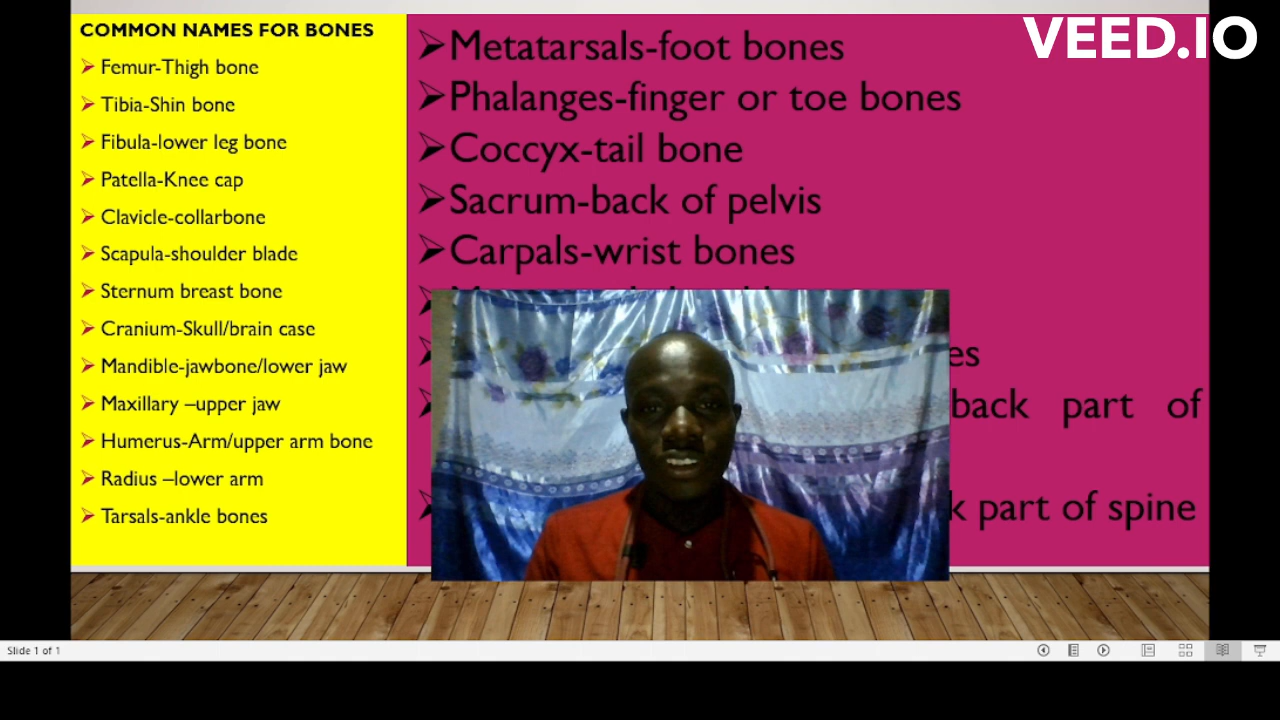 COMMON NAMES FOR BONES
➢ Femur-Thigh bone
➢ Tibia-Shin bone
➢ Fibula-lower leg bone
➢ Patella-Knee cap
➢ Clavicle-collarbone
➢ Scapula-shoulder blade
➢ Sternum breast bone
➢ Cranium-Skull/brain case
➢ Mandible-jawbone/lower jaw
➢ Maxillary –upper jaw
➢ Humerus-Arm/upper arm bone
➢ Radius –lower arm
➢ Tarsals-ankle bones
➢Metatarsals-foot bones
➢Phalanges-finger or toe bones
➢Coccyx-tail bone
➢Sacrum-back of pelvis
➢Carpals-wrist bones
back part of
part of spine
VEED.IO
Slide 1 of 1